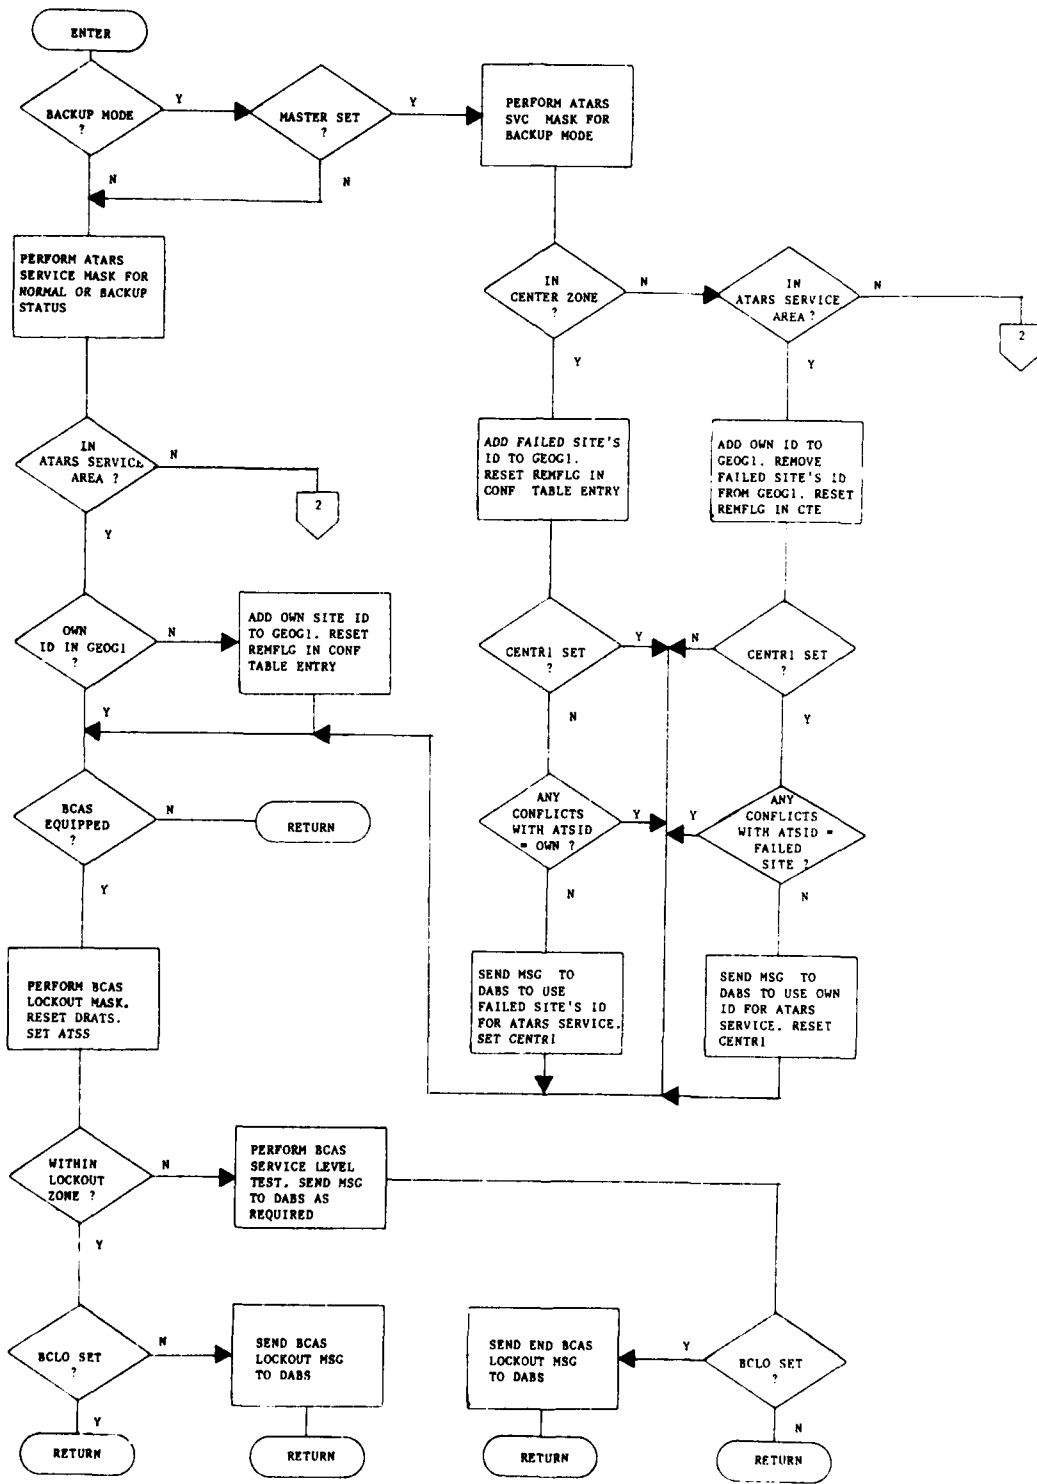 ENTER
BACKUP MODE
?
Y
MASTER SET
?
Y
PERFORM ATARS
SVC MASK FOR
BACKUP MODE
N
N
PERFORM ATARS
SERVICE MASK FOR
NORMAL OR BACKUP
STATUS
IN
CENTER ZONE
?
N
IN
ATARS SERVICE
AREA ?
N
2
Y
Y
IN
ATARS SERVICE
AREA ?
N
2
Y
ADD FAILED SITE'S
ID TO GEOG1.
RESET REMFLG IN
CONF TABLE ENTRY
ADD OWN ID TO
GEOG1. REMOVE
FAILED SITE'S ID
FROM GEOG1. RESET
REMFLG IN CTE
OWN
ID IN GEOG1
?
N
ADD OWN SITE ID
TO GEOG1. RESET
REMFLG IN CONF
TABLE ENTRY
Y
CENTR1 SET
?
Y
N
CENTR1 SET
?
N
Y
BCAS
EQUIPPED
?
N
RETURN
Y
ANY
CONFLICTS
WITH ATSID
= OWN ?
Y
Y
ANY
CONFLICTS
WITH ATSID =
FAILED
SITE ?
N
N
PERFORM BCAS
LOCKOUT MASK.
RESET DRATS.
SET ATSS
SEND MSG TO
DABS TO USE
FAILED SITE'S ID
FOR ATARS SERVICE.
SET CENTR1
SEND MSG TO
DABS TO USE OWN
ID FOR ATARS
SERVICE. RESET
CENTR1
WITHIN
LOCKOUT
ZONE ?
N
PERFORM BCAS
SERVICE LEVEL
TEST. SEND MSG
TO DABS AS
REQUIRED
Y
BCLO SET
?
N
SEND BCAS
LOCKOUT MSG
TO DABS
SEND END BCAS
LOCKOUT MSG
TO DABS
Y
BCLO SET
?
Y
N
RETURN
RETURN
RETURN
RETURN